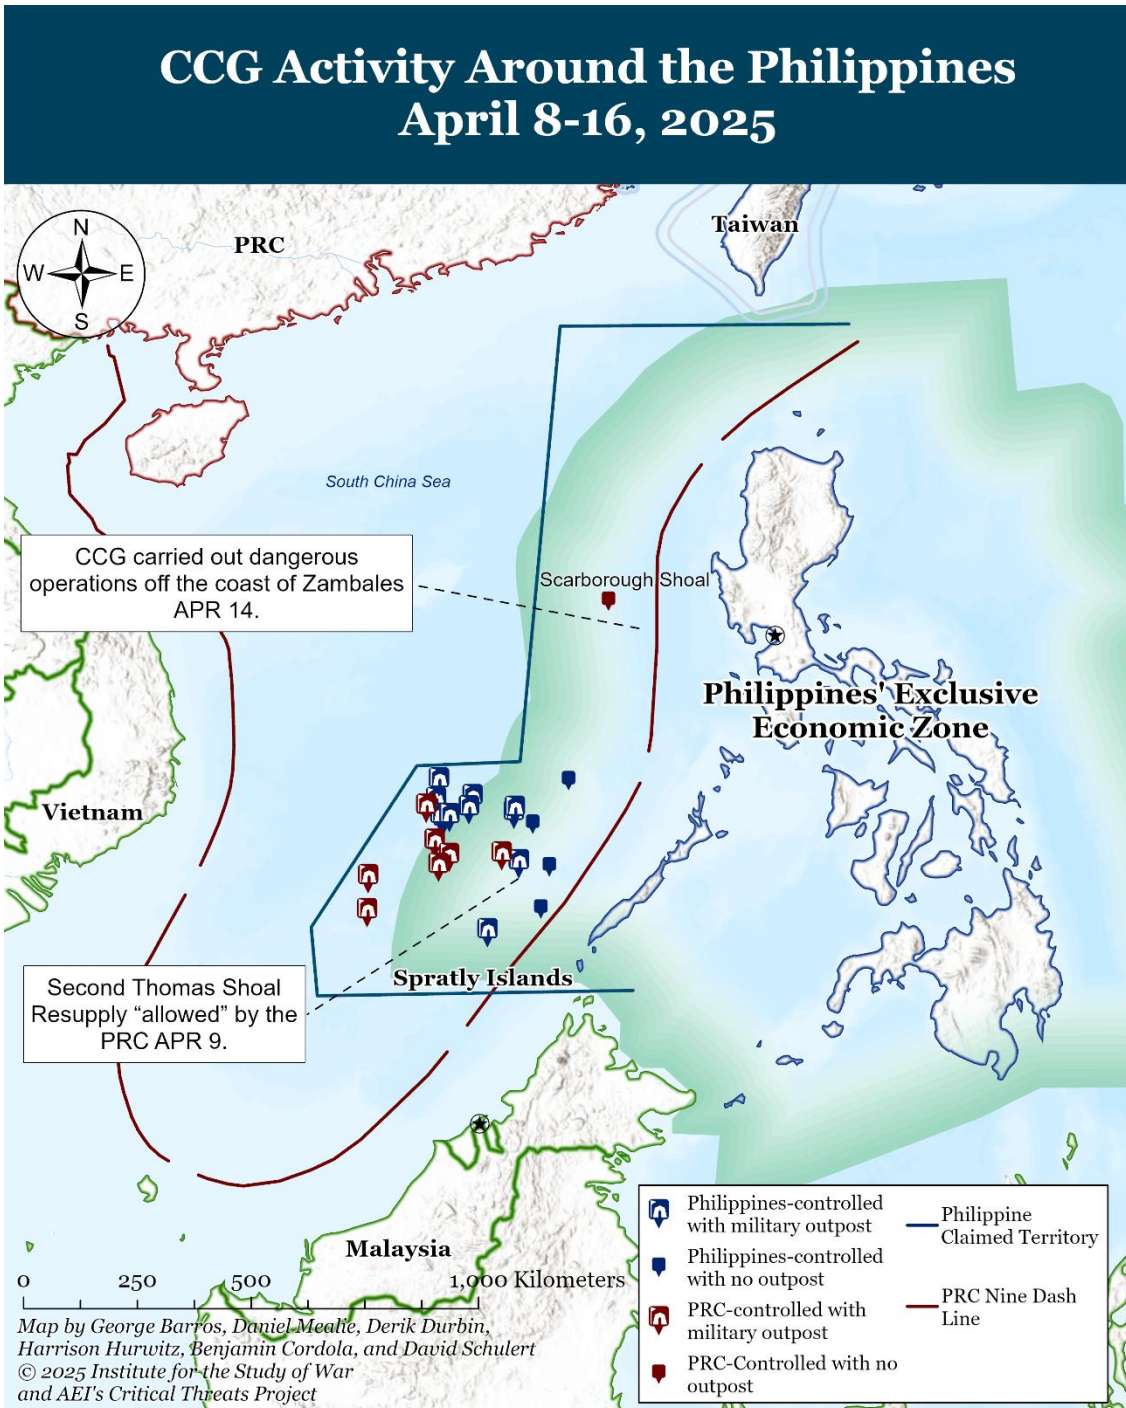 CCG Activity Around the Philippines
April 8-16, 2025
N
W
E
S
PRC
Taiwan
South China Sea
CCG carried out dangerous
operations off the coast of Zambales
APR 14.
Scarborough Shoal
Philippines' Exclusive
Economic Zone
Vietnam
Second Thomas Shoal
Resupply “allowed” by the
PRC APR 9.
Spratly Islands
Malaysia
0 250 500 1,000 Kilometers
Map by George Barros, Daniel Mealie, Derik Durbin,
Harrison Hurwitz, Benjamin Cordola, and David Schulert
© 2025 Institute for the Study of War
and AEI's Critical Threats Project
Philippines-controlled
with military outpost
Philippines-controlled
with no outpost
PRC-controlled with
military outpost
PRC-Controlled with no
outpost
Philippine
Claimed Territory
PRC Nine Dash
Line